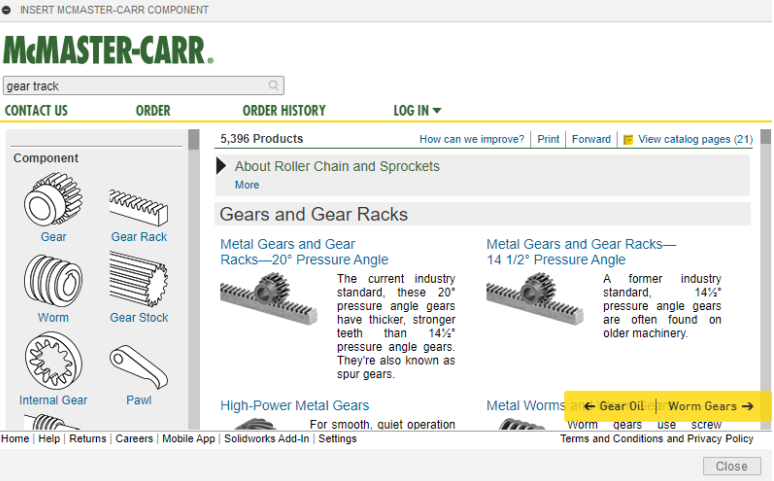 INSERT MCMASTER-CARR COMPONENT
McMASTER-CARR®
gear track
CONTACT US ORDER ORDER HISTORY LOG IN
5,396 Products How can we improve? Print Forward View catalog pages (21)
Component
Gear
Gear Rack
Worm
Gear Stock
Internal Gear
Pawl
About Roller Chain and Sprockets
More
Gears and Gear Racks
Metal Gears and Gear
Racks—20° Pressure Angle
The current industry
standard, these 20°
pressure angle gears
have thicker, stronger
teeth than 14½°
pressure angle gears.
They're also known as
spur gears.
Metal Gears and Gear Racks—
14 1/2° Pressure Angle
A former industry
standard, 14½°
pressure angle gears
are often found on
older machinery.
High-Power Metal Gears
For smooth, quiet operation
Metal Worms and Worm Gears
Worm gears use screw
← Gear Oil | Worm Gears →
Home | Help | Returns | Careers | Mobile App | Solidworks Add-In | Settings
Terms and Conditions and Privacy Policy
Close